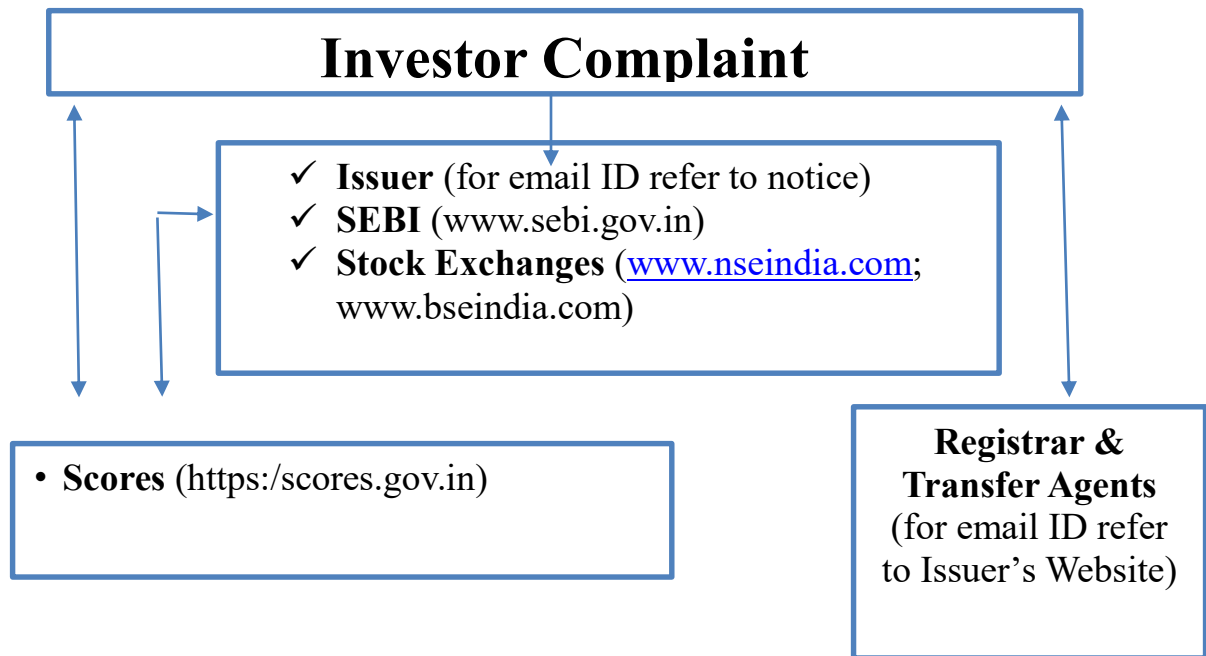 Investor Complaint
✓ Issuer (for email ID refer to notice)
✓ SEBI (www.sebi.gov.in)
✓ Stock Exchanges (www.nseindia.com;
www.bseindia.com)
• Scores (https:/scores.gov.in)
Registrar &
Transfer Agents
(for email ID refer
to Issuer’s Website)